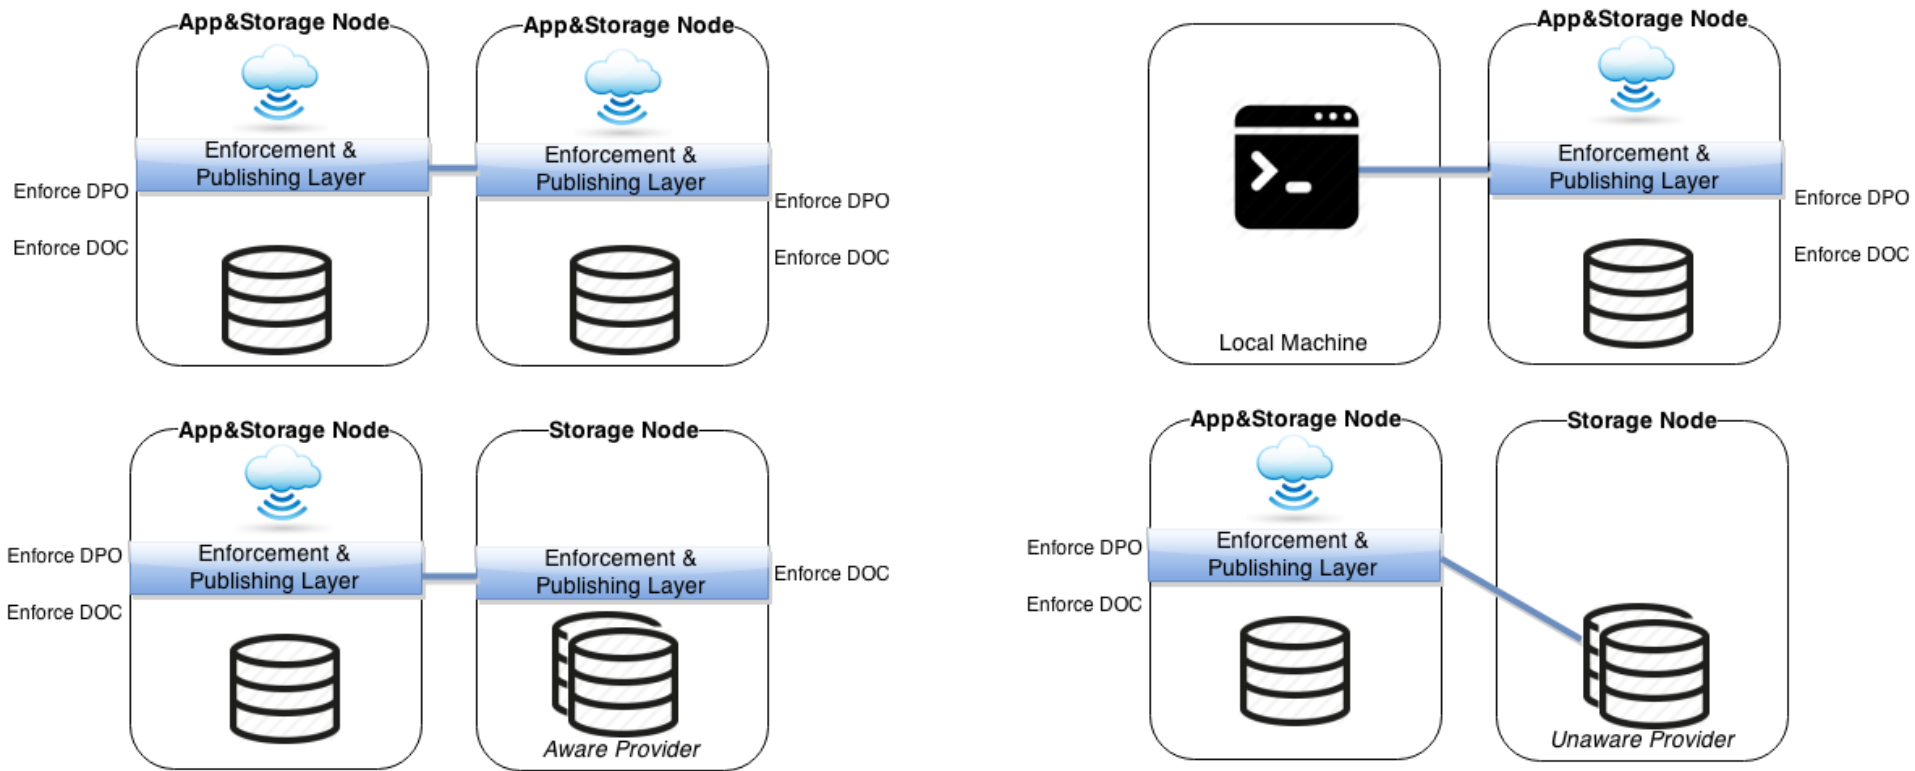 App&Storage Node
Enforcement &
Publishing Layer
Enforce DPO
Enforce DOC
App&Storage Node
Enforcement &
Publishing Layer
Enforce DPO
Enforce DOC
Local Machine
App&Storage Node
Enforcement &
Publishing Layer
Enforce DPO
Enforce DOC
App&Storage Node
Enforcement &
Publishing Layer
Enforce DPO
Enforce DOC
Storage Node
Enforcement &
Publishing Layer
Enforce DOC
Aware Provider
App&Storage Node
Enforcement &
Publishing Layer
Enforce DPO
Enforce DOC
Storage Node
Unaware Provider